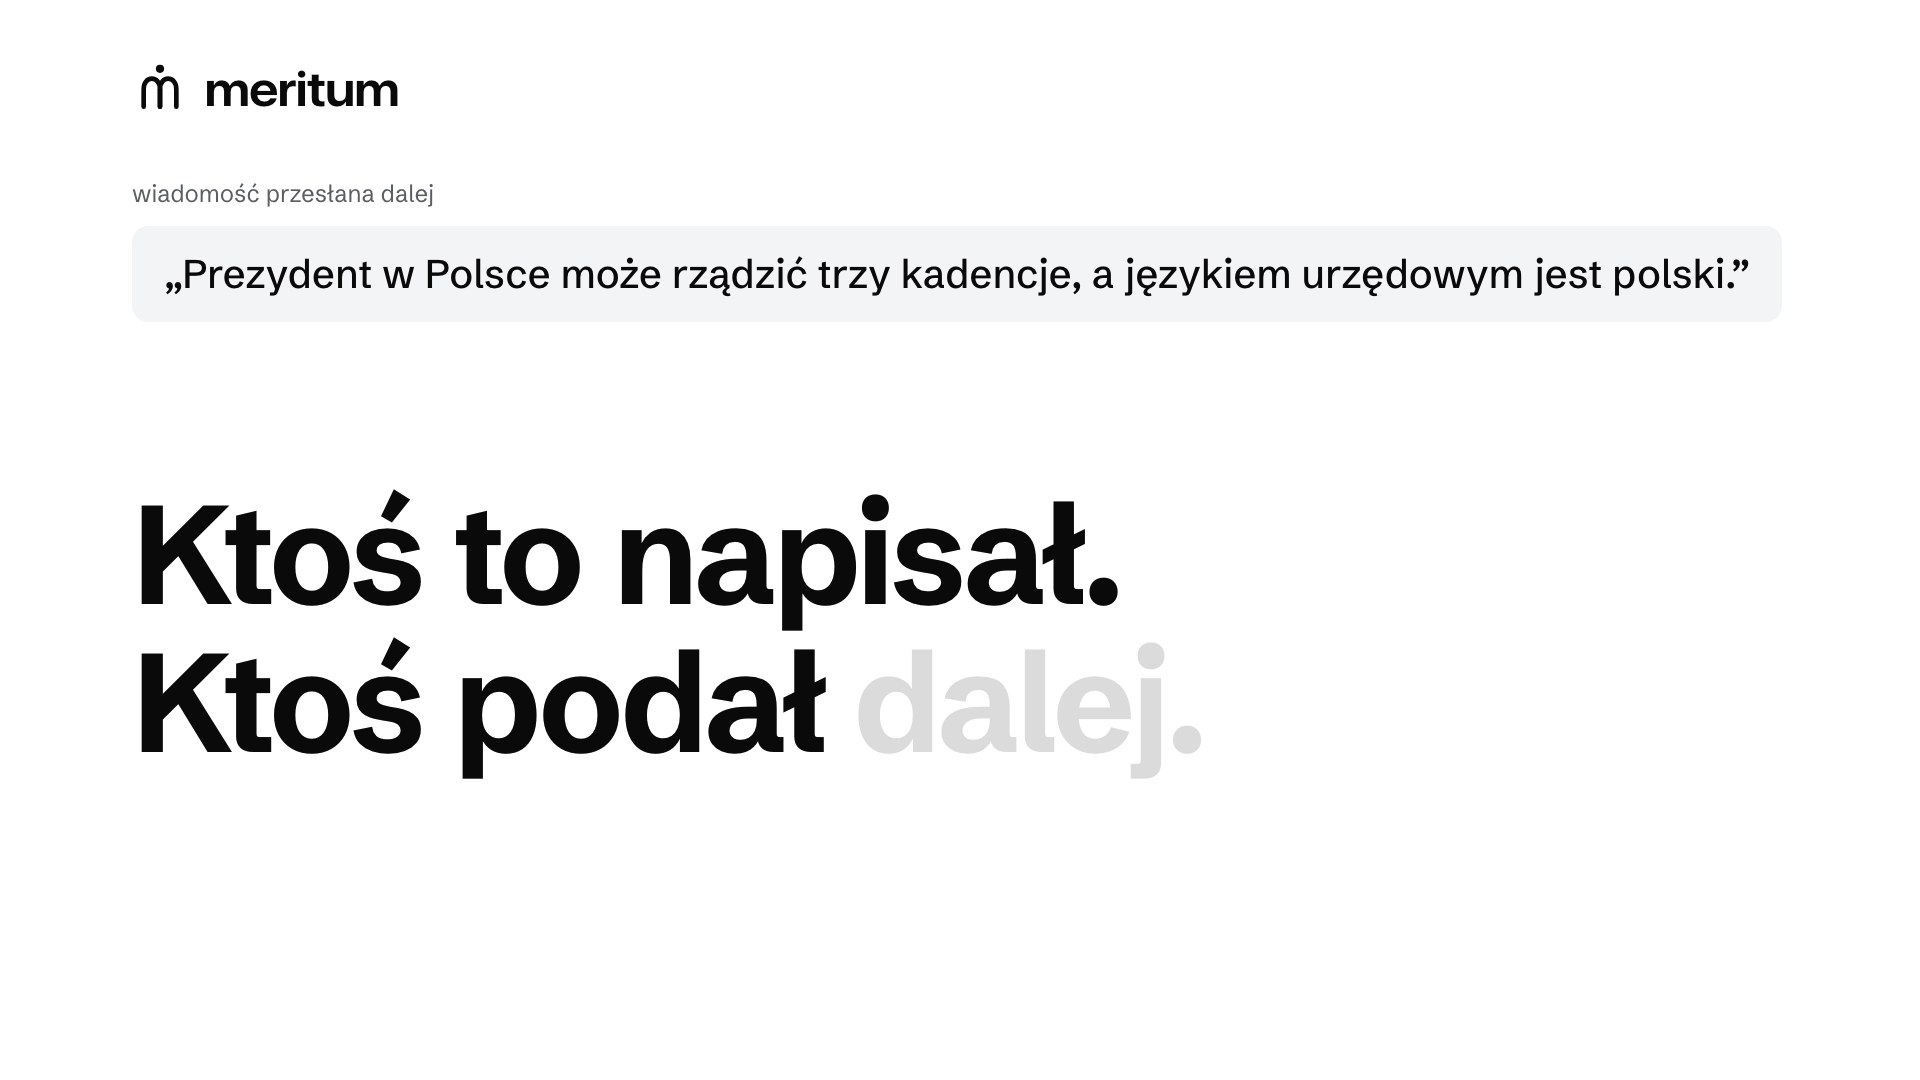 meritum
wiadomość przesłana dalej
„Prezydent w Polsce może rządzić trzy kadencje, a językiem urzędowym jest polski.”
Ktoś to napisał.
Ktoś podał dalej.